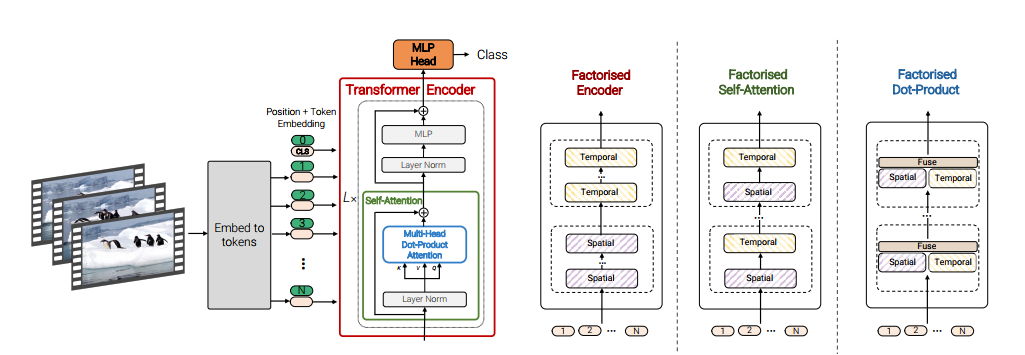 MLP
Head
Class
Transformer Encoder
Position + Token
Embedding
0
CLS
1
2
3
N
Embed to
tokens
L×
MLP
Layer Norm
Self-Attention
Multi-Head
Dot-Product
Attention
K V Q
Layer Norm
Factorised
Encoder
Temporal
...
Temporal
Spatial
...
Spatial
1 2 ... N
Factorised
Self-Attention
Temporal
Spatial
...
Temporal
Spatial
1 2 ... N
Factorised
Dot-Product
Fuse
Spatial Temporal
...
Fuse
Spatial Temporal
1 2 ... N